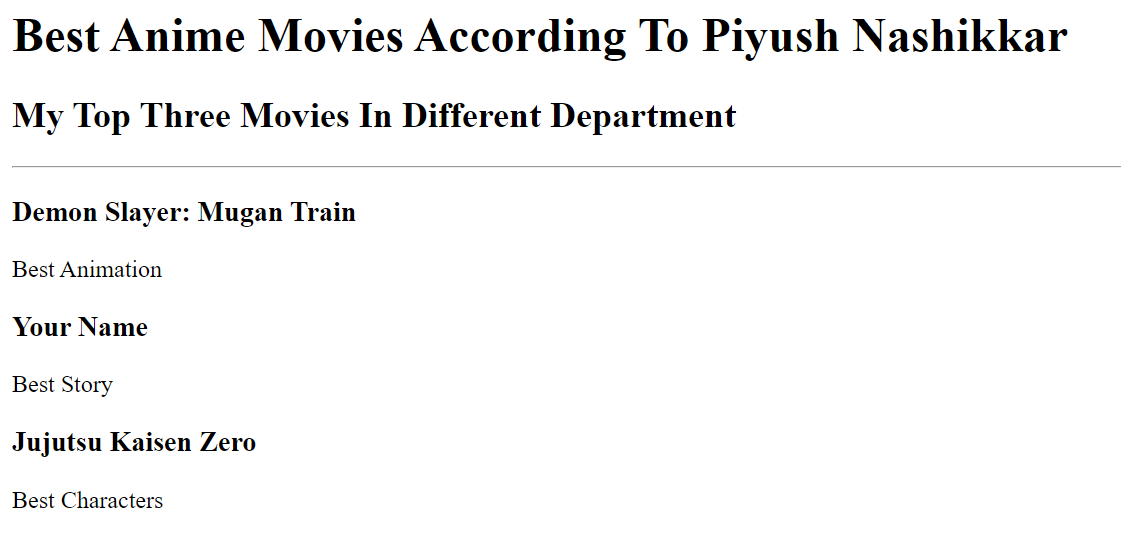 Best Anime Movies According To Piyush Nashikkar
My Top Three Movies In Different Department
Demon Slayer: Mugan Train
Best Animation
Your Name
Best Story
Jujutsu Kaisen Zero
Best Characters